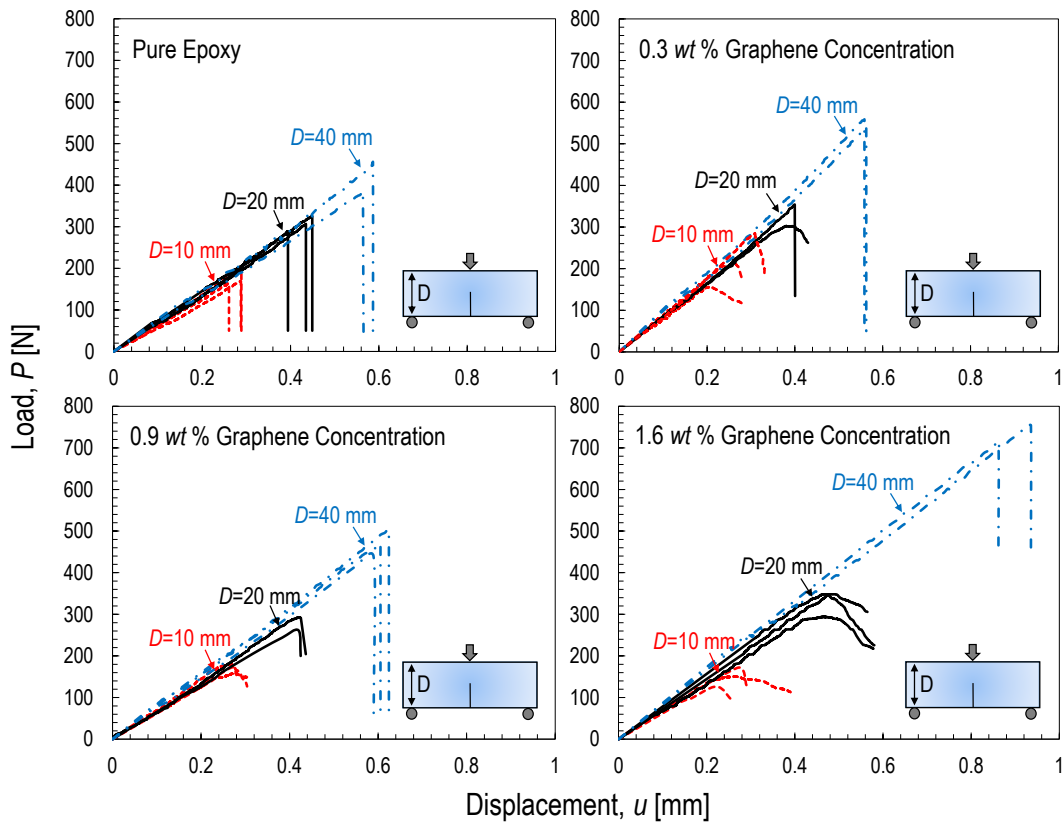 Load, P [N]
800
700
600
500
400
300
200
100
0
Pure Epoxy
D=40 mm
D=20 mm
D=10 mm
D
0 0.2 0.4 0.6 0.8 1
800
700
600
500
400
300
200
100
0
0.3 wt % Graphene Concentration
D=40 mm
D=20 mm
D=10 mm
D
0 0.2 0.4 0.6 0.8 1
800
700
600
500
400
300
200
100
0
0.9 wt % Graphene Concentration
D=40 mm
D=20 mm
D=10 mm
D
0 0.2 0.4 0.6 0.8 1
800
700
600
500
400
300
200
100
0
1.6 wt % Graphene Concentration
D=40 mm
D=20 mm
D=10 mm
D
0 0.2 0.4 0.6 0.8 1
Displacement, u [mm]